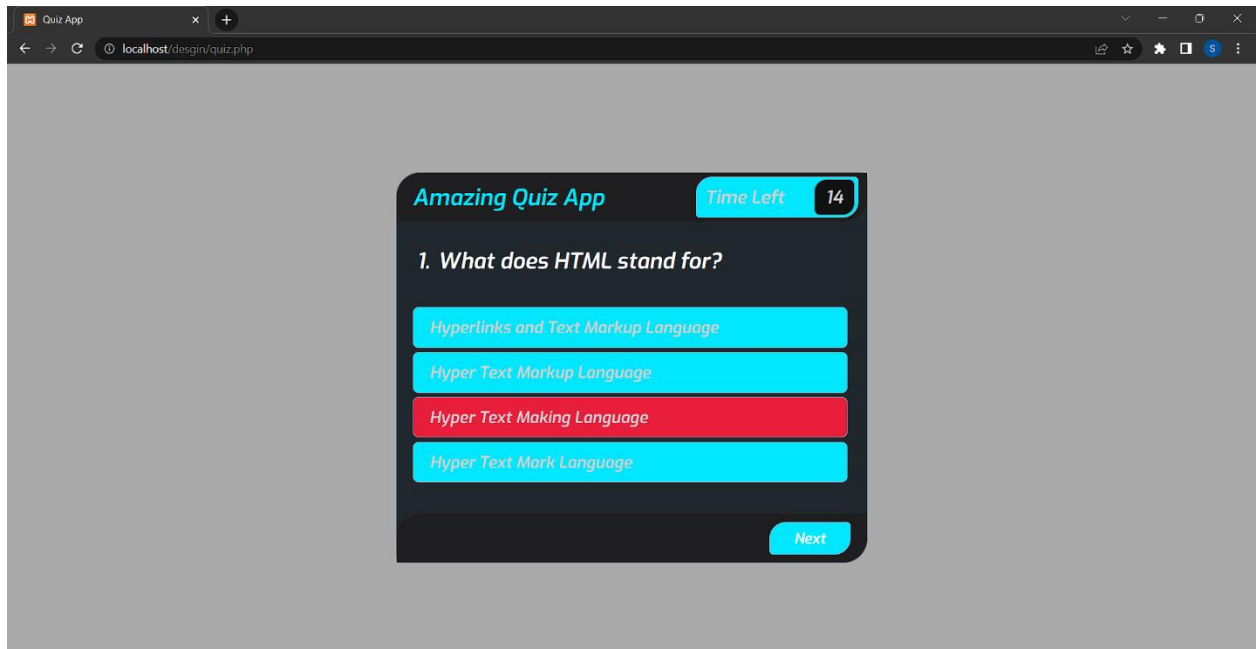 Quiz App
localhost/desgin/quiz.php
S
Amazing Quiz App
Time Left 14
1. What does HTML stand for?
Hyperlinks and Text Markup Language
Hyper Text Markup Language
Hyper Text Making Language
Hyper Text Mark Language
Next